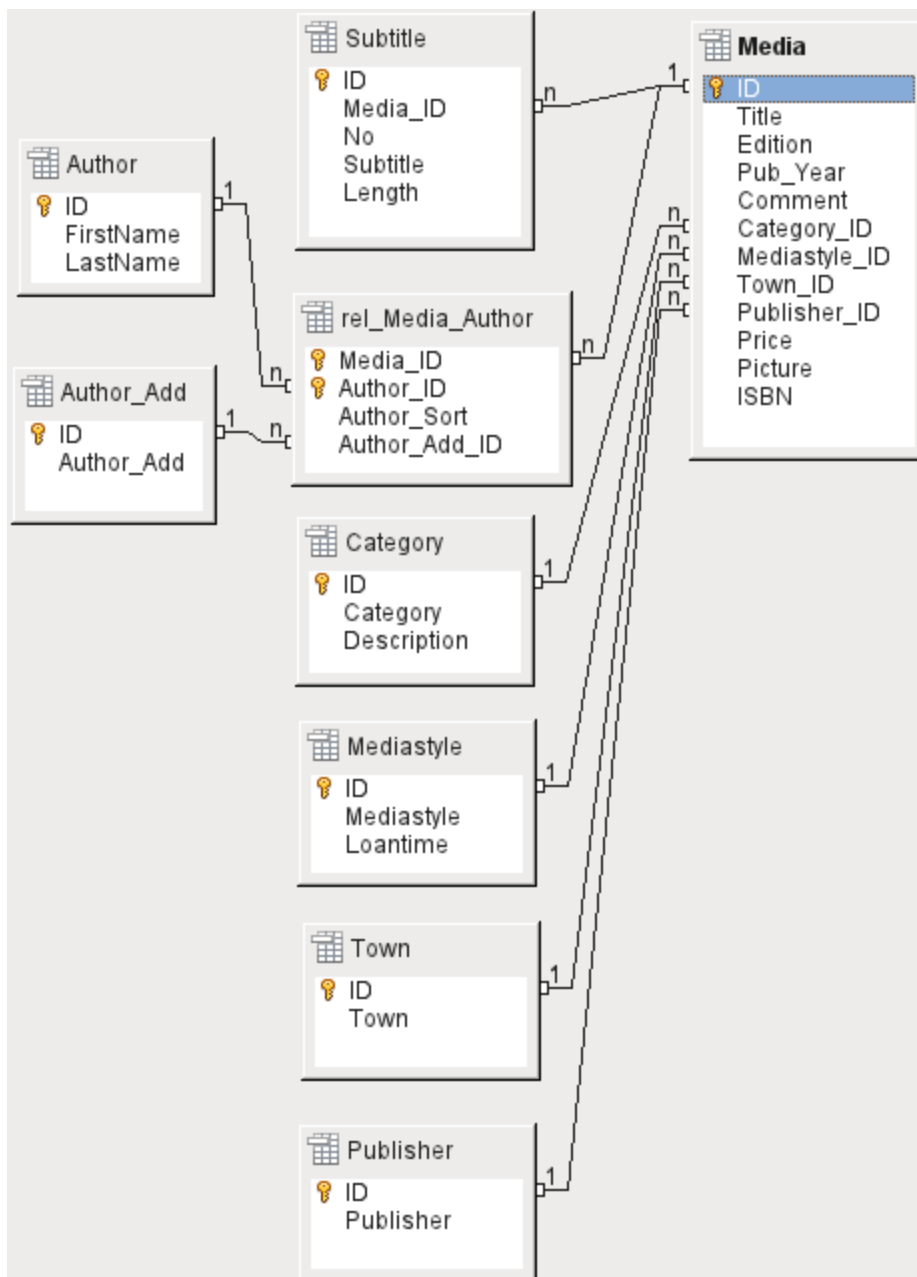 Subtitle
ID
Media_ID
No
Subtitle
Length
Media
ID
Title
Edition
Pub_Year
Comment
Category_ID
Mediastyle_ID
Town_ID
Publisher_ID
Price
Picture
ISBN
Author
ID
FirstName
LastName
rel_Media_Author
Media_ID
Author_ID
Author_Sort
Author_Add_ID
Author_Add
ID
Author_Add
Category
ID
Category
Description
Mediastyle
ID
Mediastyle
Loantime
Town
ID
Town
Publisher
ID
Publisher
n
1
1
n
n
1
n
n
n
n
n
1
1
1
1